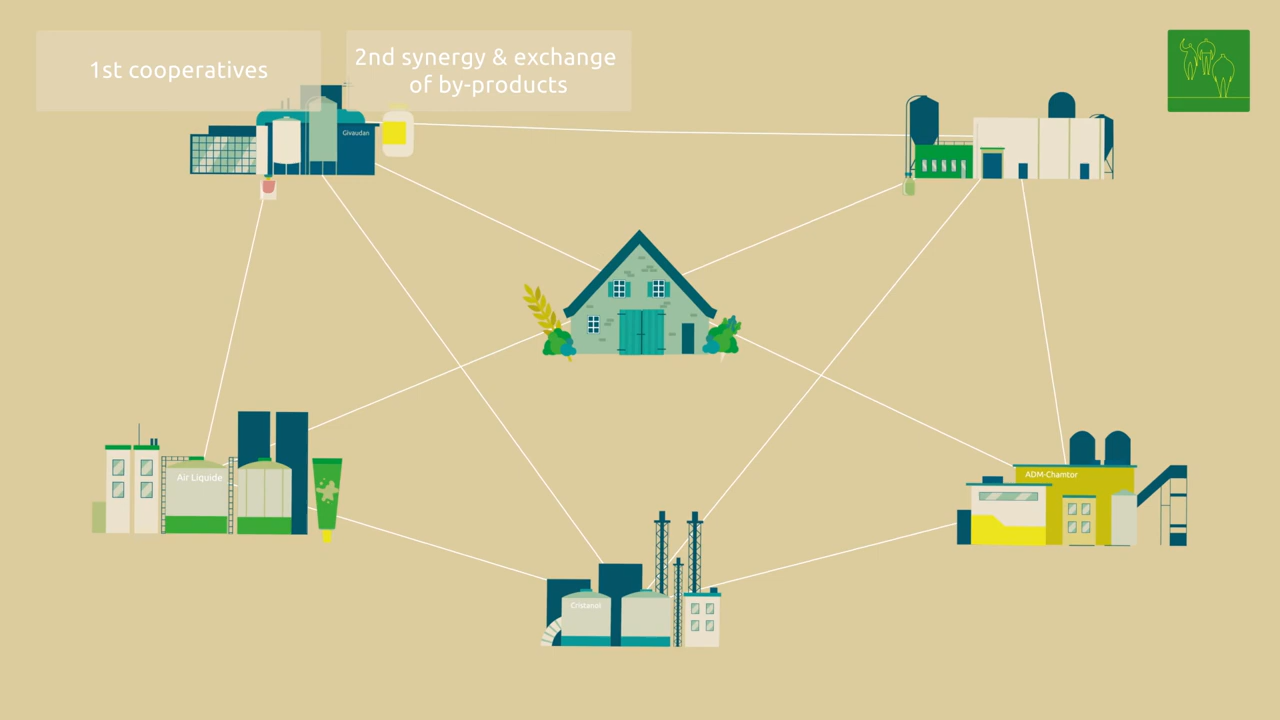 1st cooperatives
2nd synergy & exchange
of by-products
Givaudan
Air Liquide
ADM-Chamtor
Cristanol